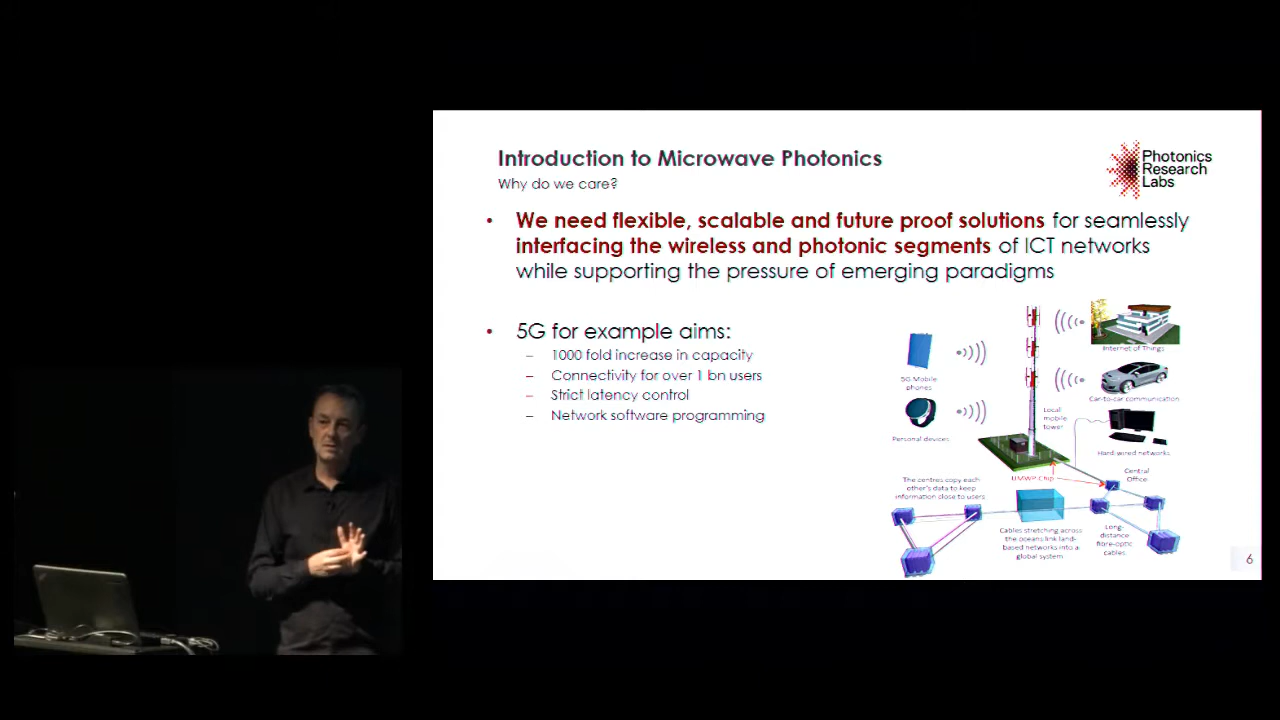 Introduction to Microwave Photonics
Why do we care?
Photonics
Research
Labs
• We need flexible, scalable and future proof solutions for seamlessly
interfacing the wireless and photonic segments of ICT networks
while supporting the pressure of emerging paradigms
• 5G for example aims:
– 1000 fold increase in capacity
– Connectivity for over 1 bn users
– Strict latency control
– Network software programming
5G Mobile
phones
Personal devices
Internet of Things
Car-to-car communication
Local
mobile
tower
Hard-wired networks
UMWP Chip
Central
Office
The centres copy each
other's data to keep
information close to users
Cables stretching across
the oceans link land-
based networks into a
global system
Long-
distance
fibre-optic
cables
6